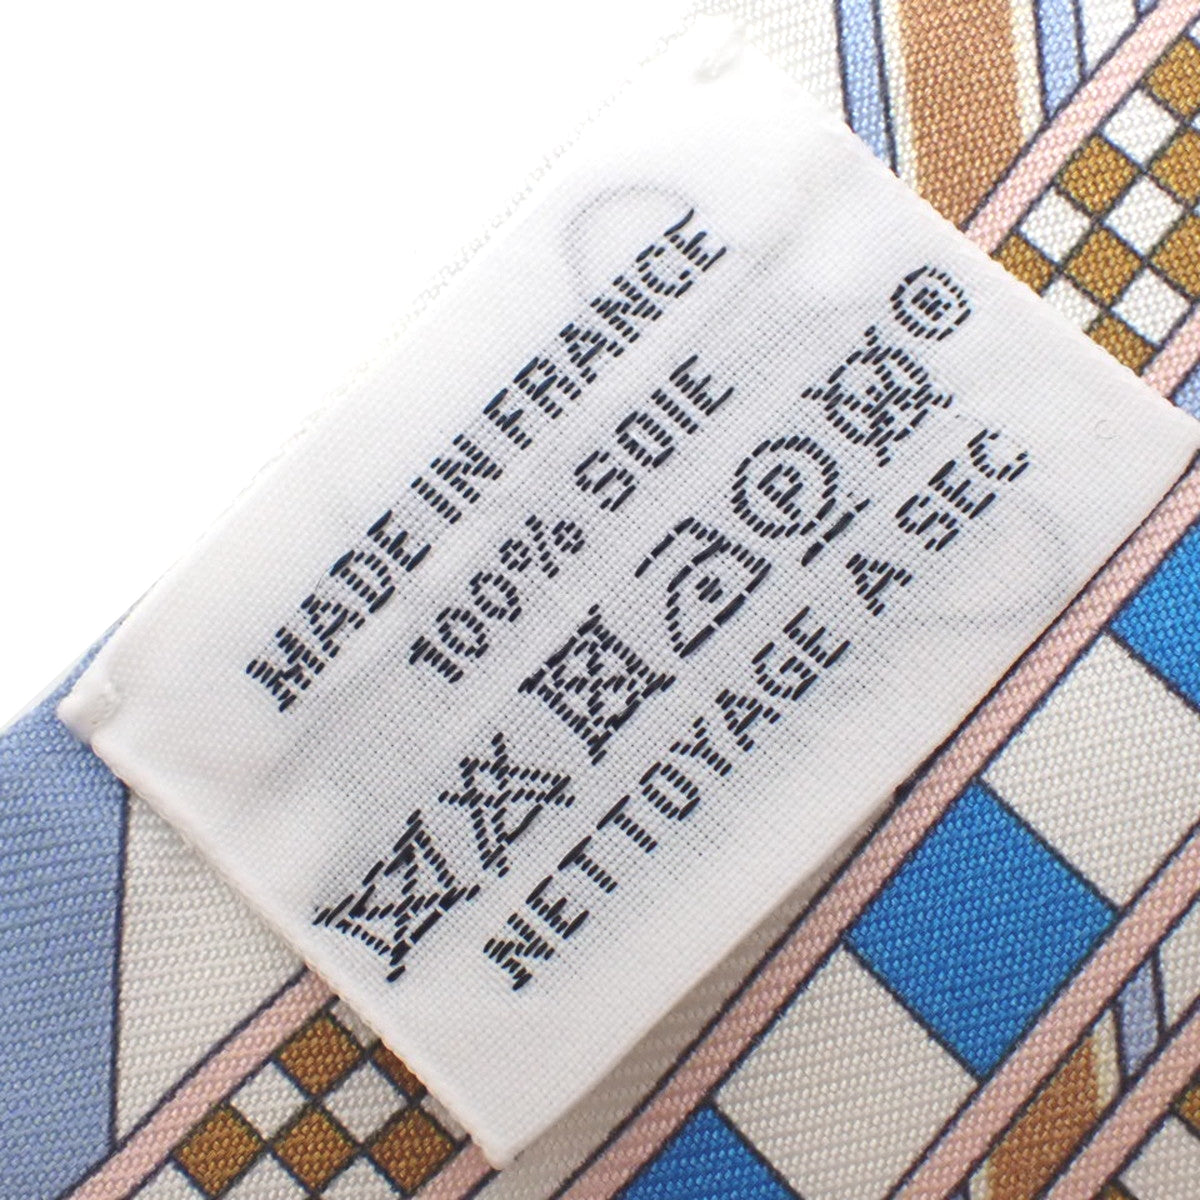 MADE IN FRANCE
100% SOIE
P ®
NETTOYAGE A SEC